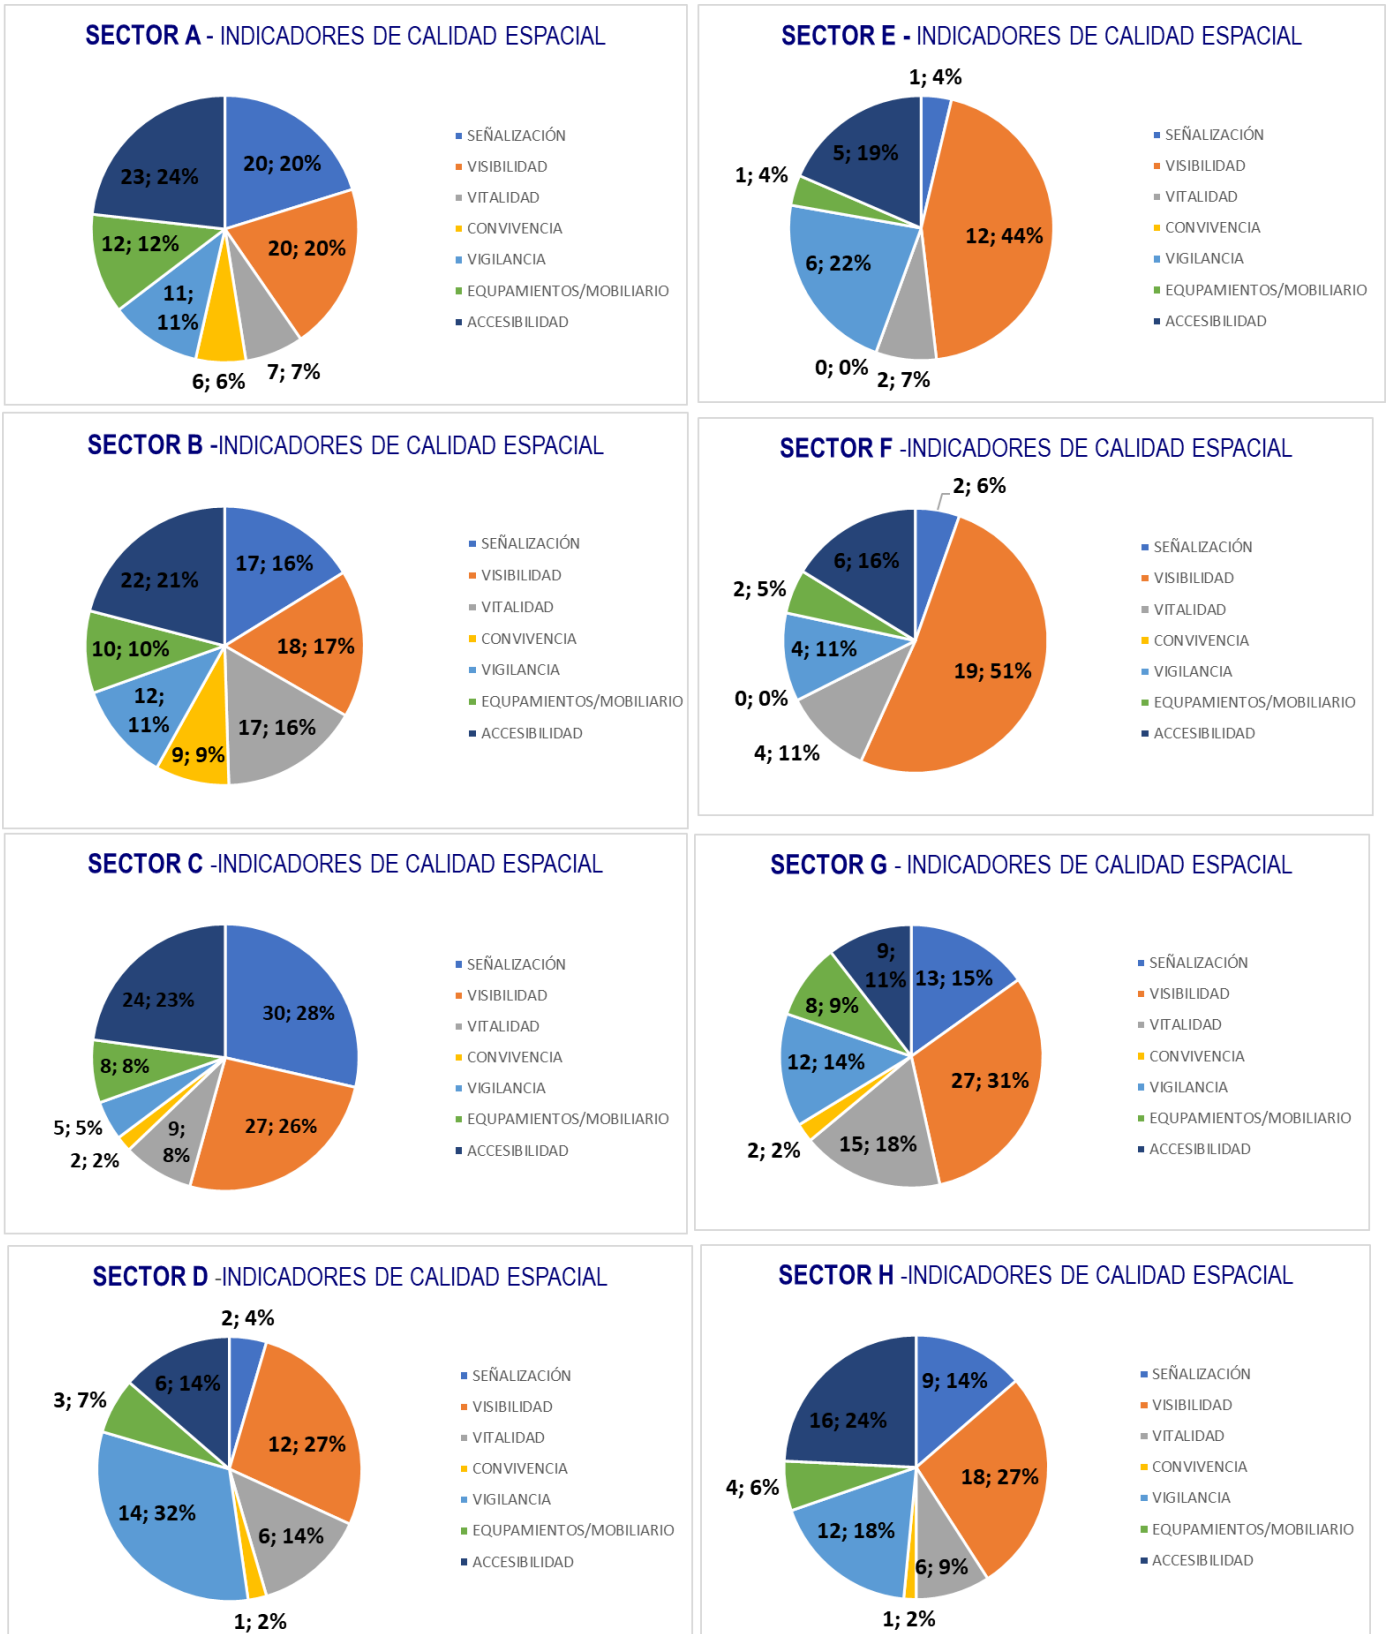 SECTOR A - INDICADORES DE CALIDAD ESPACIAL
20; 20%
20; 20%
7; 7%
6; 6%
11;
11%
12; 12%
23; 24%
SEÑALIZACIÓN
VISIBILIDAD
VITALIDAD
CONVIVENCIA
VIGILANCIA
EQUPAMIENTOS/MOBILIARIO
ACCESIBILIDAD
SECTOR E - INDICADORES DE CALIDAD ESPACIAL
1; 4%
12; 44%
2; 7%
0; 0%
6; 22%
1; 4%
5; 19%
SEÑALIZACIÓN
VISIBILIDAD
VITALIDAD
CONVIVENCIA
VIGILANCIA
EQUPAMIENTOS/MOBILIARIO
ACCESIBILIDAD
SECTOR B -INDICADORES DE CALIDAD ESPACIAL
17; 16%
18; 17%
17; 16%
9; 9%
12;
11%
10; 10%
22; 21%
SEÑALIZACIÓN
VISIBILIDAD
VITALIDAD
CONVIVENCIA
VIGILANCIA
EQUPAMIENTOS/MOBILIARIO
ACCESIBILIDAD
SECTOR F -INDICADORES DE CALIDAD ESPACIAL
2; 6%
19; 51%
4; 11%
0; 0%
4; 11%
2; 5%
6; 16%
SEÑALIZACIÓN
VISIBILIDAD
VITALIDAD
CONVIVENCIA
VIGILANCIA
EQUPAMIENTOS/MOBILIARIO
ACCESIBILIDAD
SECTOR C -INDICADORES DE CALIDAD ESPACIAL
30; 28%
27; 26%
9;
8%
2; 2%
5; 5%
8; 8%
24; 23%
SEÑALIZACIÓN
VISIBILIDAD
VITALIDAD
CONVIVENCIA
VIGILANCIA
EQUPAMIENTOS/MOBILIARIO
ACCESIBILIDAD
SECTOR G - INDICADORES DE CALIDAD ESPACIAL
13; 15%
27; 31%
15; 18%
2; 2%
12; 14%
8; 9%
9;
11%
SEÑALIZACIÓN
VISIBILIDAD
VITALIDAD
CONVIVENCIA
VIGILANCIA
EQUPAMIENTOS/MOBILIARIO
ACCESIBILIDAD
SECTOR D -INDICADORES DE CALIDAD ESPACIAL
2; 4%
12; 27%
6; 14%
1; 2%
14; 32%
3; 7%
6; 14%
SEÑALIZACIÓN
VISIBILIDAD
VITALIDAD
CONVIVENCIA
VIGILANCIA
EQUPAMIENTOS/MOBILIARIO
ACCESIBILIDAD
SECTOR H -INDICADORES DE CALIDAD ESPACIAL
9; 14%
18; 27%
6; 9%
1; 2%
12; 18%
4; 6%
16; 24%
SEÑALIZACIÓN
VISIBILIDAD
VITALIDAD
CONVIVENCIA
VIGILANCIA
EQUPAMIENTOS/MOBILIARIO
ACCESIBILIDAD